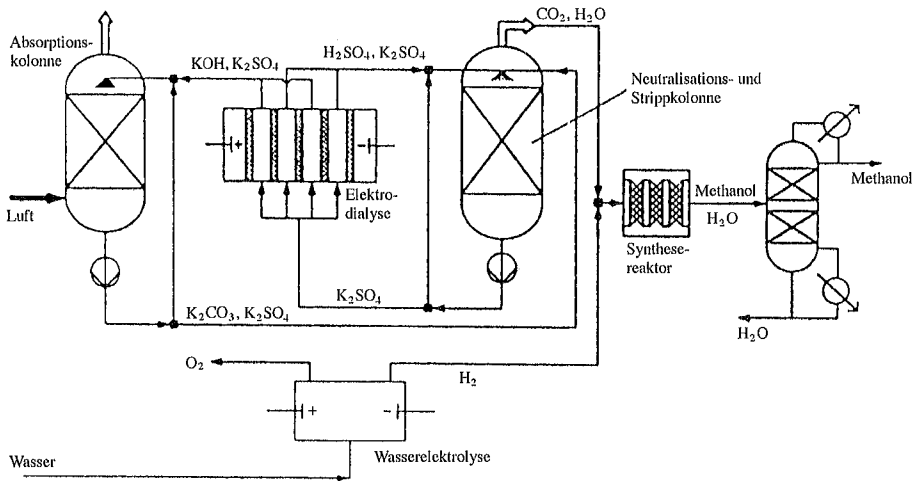 CO₂, H₂O
Absorptions-
kolonne
KOH, K₂SO₄
H₂SO₄, K₂SO₄
Neutralisations- und
Strippkolonne
+
-
Elektro-
dialyse
Luft
Methanol
H₂O
Methanol
Synthese-
reaktor
K₂SO₄
K₂CO₃, K₂SO₄
H₂O
O₂
H₂
+
-
Wasserelektrolyse
Wasser